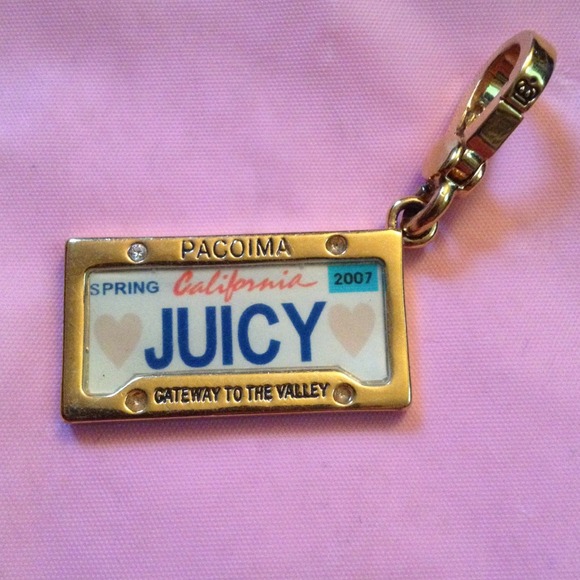 PACOIMA
SPRING California 2007
JUICY
GATEWAY TO THE VALLEY